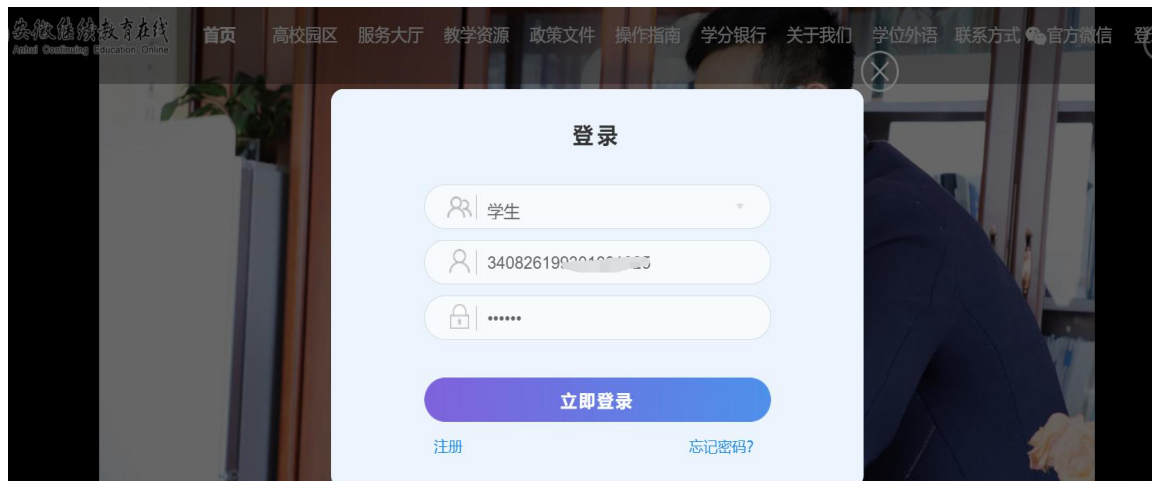 安徽继续教育在线
Anhui Continuing Education Online
首页 高校园区 服务大厅 教学资源 政策文件 操作指南 学分银行 关于我们 学位外语 联系方式 官方微信 登
登录
学生
••••••
立即登录
注册 忘记密码?